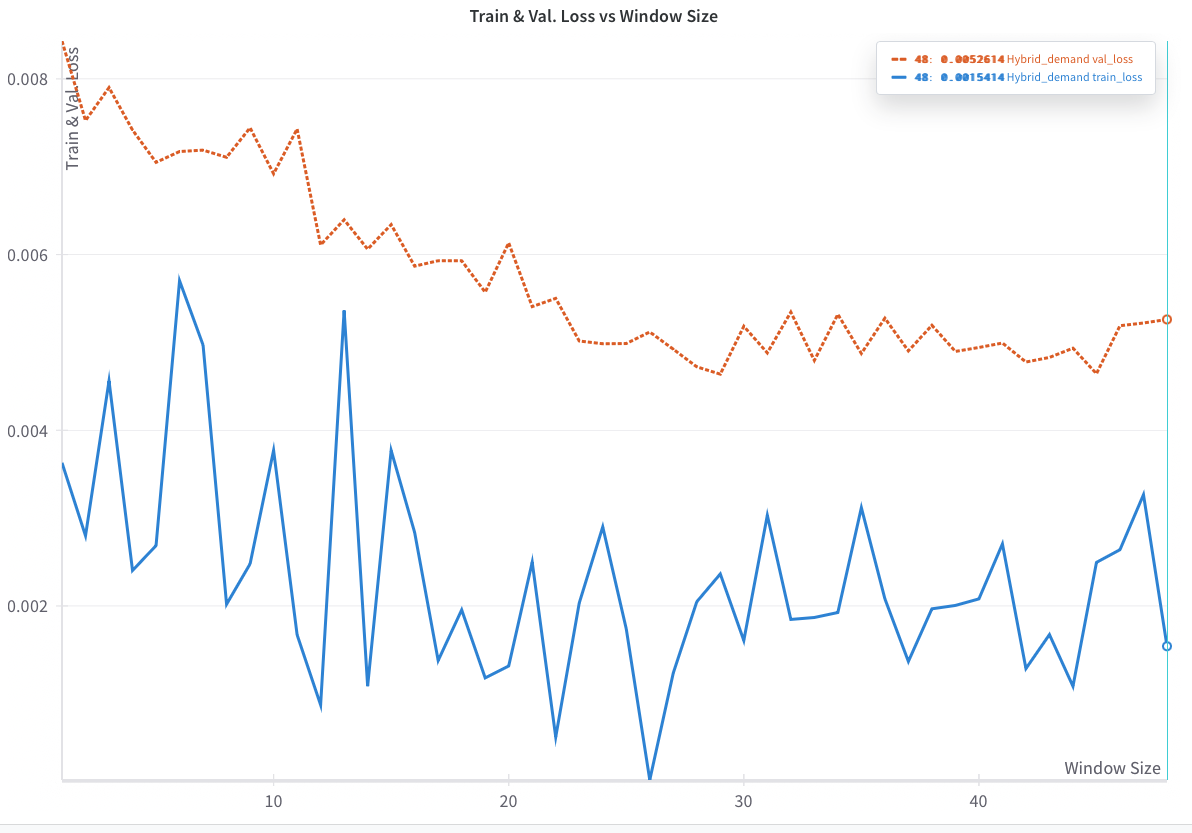 Train & Val. Loss vs Window Size
48: 0.0052614 Hybrid_demand val_loss
48: 0.0015414 Hybrid_demand train_loss
Train & Val. Loss
0.008
0.006
0.004
0.002
Window Size
10
20
30
40